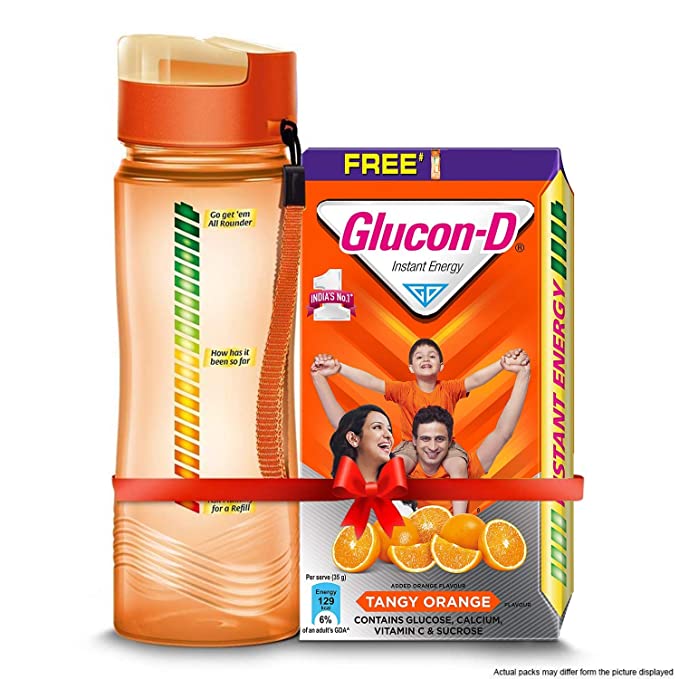 Go get 'em
All Rounder
How has it
been so far
for a Refill
FREE#
Glucon-D®
Instant Energy
INDIA'S No.1*
INSTANT ENERGY
Per serve (35 g)
Energy
129
kcal
6%
of an adult's GDA^
ADDED ORANGE FLAVOUR
TANGY ORANGE FLAVOUR
CONTAINS GLUCOSE, CALCIUM,
VITAMIN C & SUCROSE
Actual packs may differ form the picture displayed